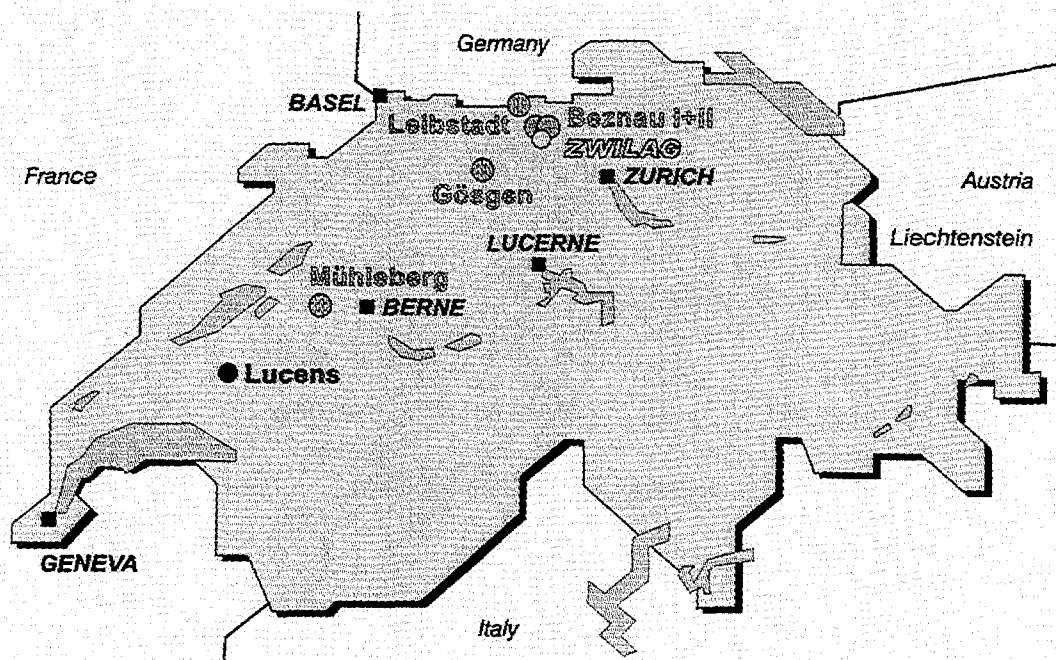 Germany
BASEL
Leibstadt
Beznau I+II
ZWILAG
France
Gösgen
ZURICH
Austria
LUCERNE
Liechtenstein
Mühleberg
BERNE
Lucens
GENEVA
Italy